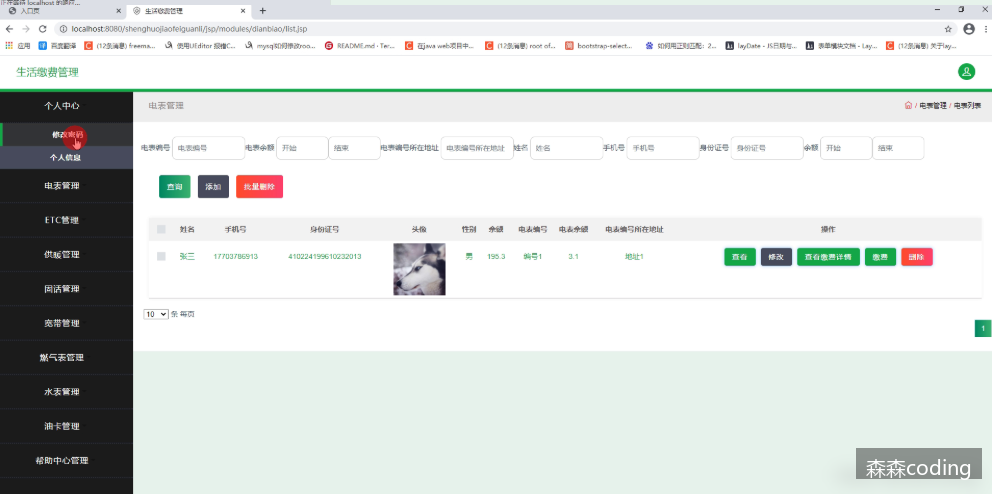 正在等待 localhost 的响应...
入口页
生活缴费管理
localhost:8080/shenghuojiaofeiguanli/jsp/modules/dianbiao/list.jsp
应用
百度翻译
(12条消息) freema...
使用UEditor 报错C...
mysql如何修改roo...
README.md · Ter...
在java web项目中...
(12条消息) root of...
bootstrap-select...
如何用正则匹配: 2...
layDate - JS日期与...
表单模块文档 - Lay...
(12条消息) 关于lay...
生活缴费管理
个人中心
修改密码
个人信息
电表管理
ETC管理
供暖管理
固话管理
宽带管理
燃气表管理
水表管理
油卡管理
帮助中心管理
电表管理
/ 电表管理 / 电表列表
电表编号 电表编号 电表余额 开始 结束 电表编号所在地址 电表编号所在地址 姓名 姓名 手机号 手机号 身份证号 身份证号 余额 开始 结束
查询 添加 批量删除
姓名 手机号 身份证号 头像 性别 余额 电表编号 电表余额 电表编号所在地址 操作
张三 17703786913 410224199610232013 男 195.3 编号1 3.1 地址1 查看 修改 查看缴费详情 缴费 删除
10 条 每页
1
森森coding